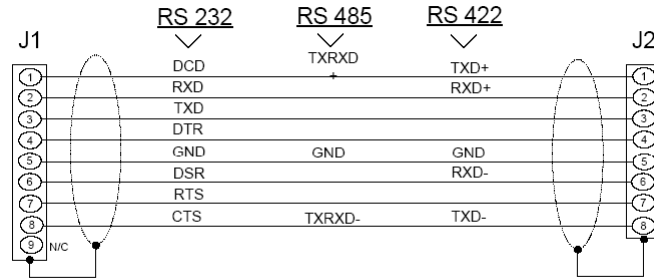 RS 232 RS 485 RS 422
J1 J2
DCD TXRXD
+ TXD+
RXD RXD+
TXD
DTR
GND GND GND
DSR RXD-
RTS
CTS TXRXD- TXD-
1 1
2 2
3 3
4 4
5 5
6 6
7 7
8 8
9 N/C